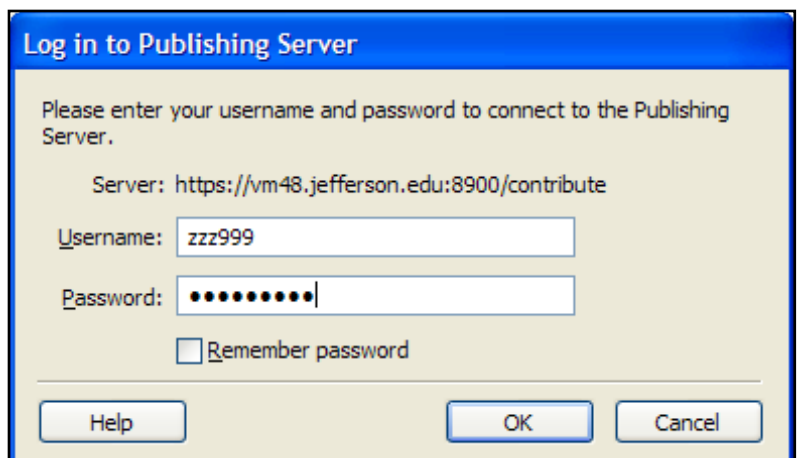 Log in to Publishing Server
Please enter your username and password to connect to the Publishing
Server.
Server: https://vm48.jefferson.edu:8900/contribute
Username: zzz999
Password: •••••••••
Remember password
Help OK Cancel